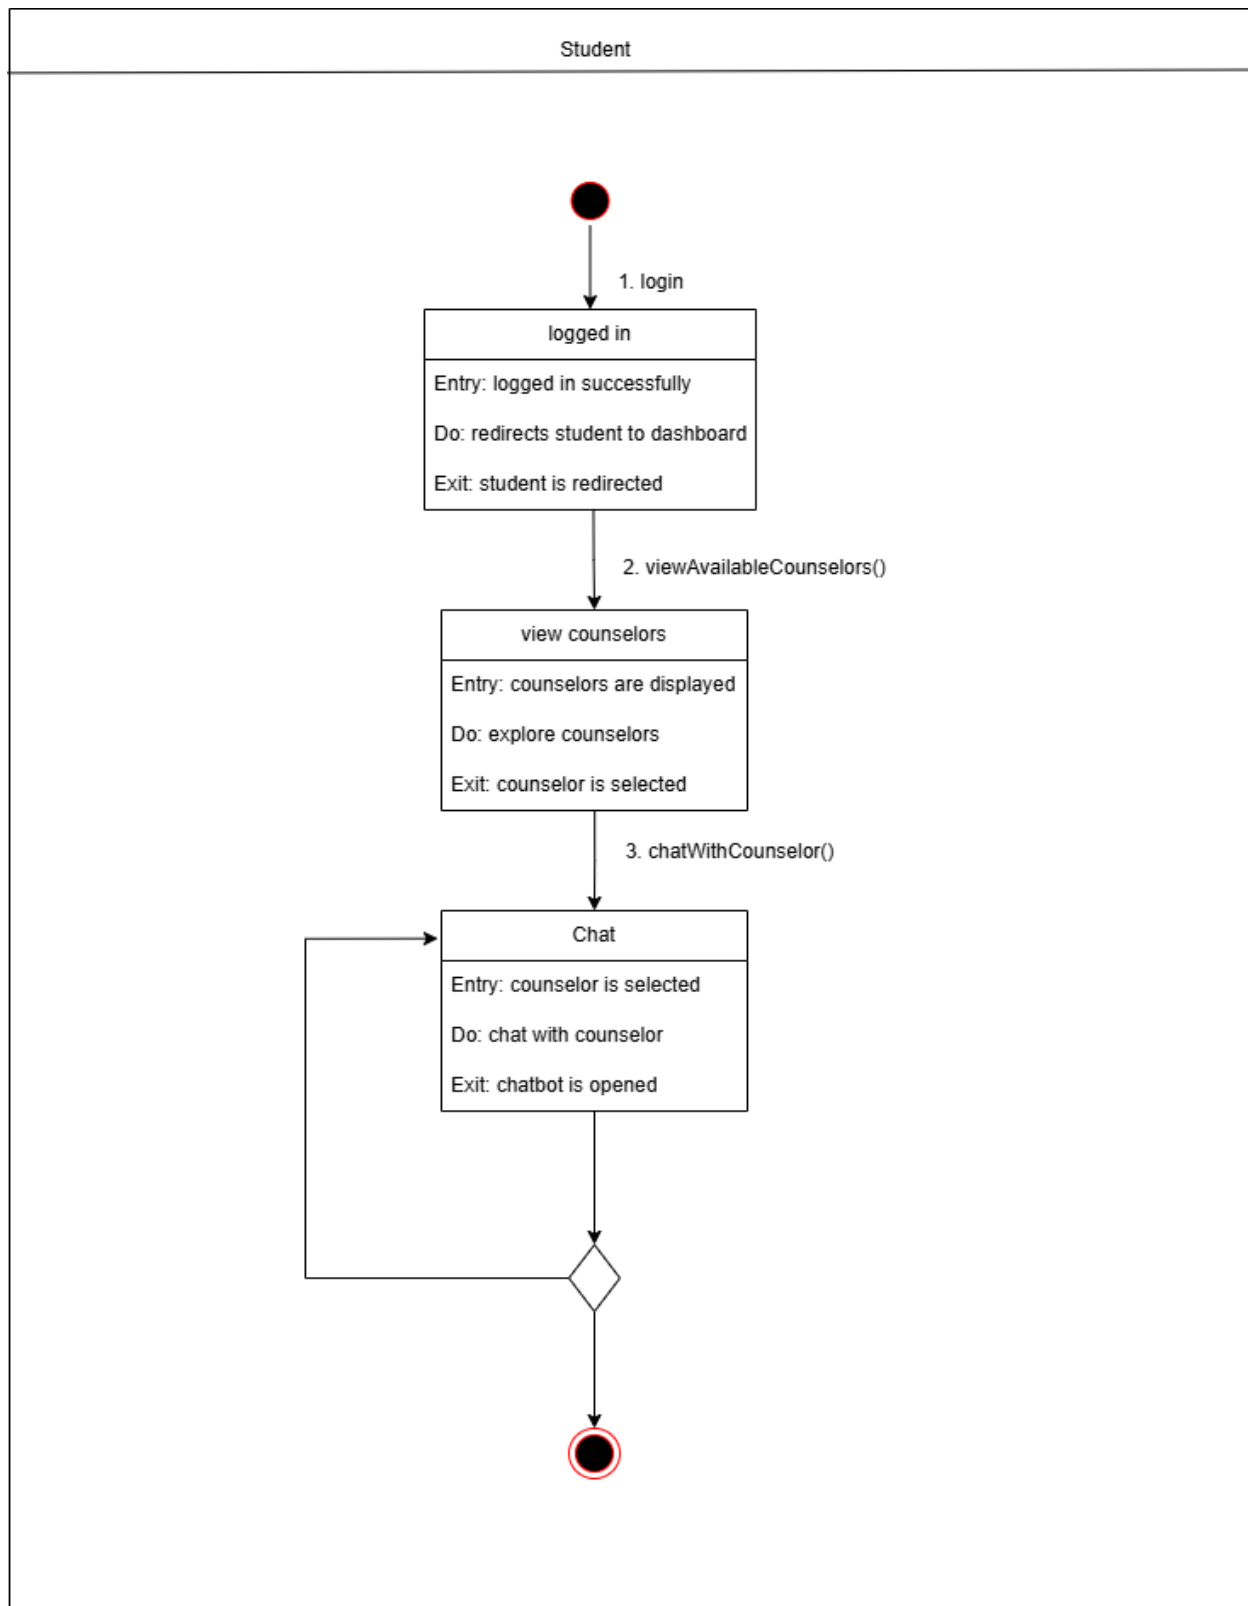 Student
1. login
logged in
Entry: logged in successfully
Do: redirects student to dashboard
Exit: student is redirected
2. viewAvailableCounselors()
view counselors
Entry: counselors are displayed
Do: explore counselors
Exit: counselor is selected
3. chatWithCounselor()
Chat
Entry: counselor is selected
Do: chat with counselor
Exit: chatbot is opened